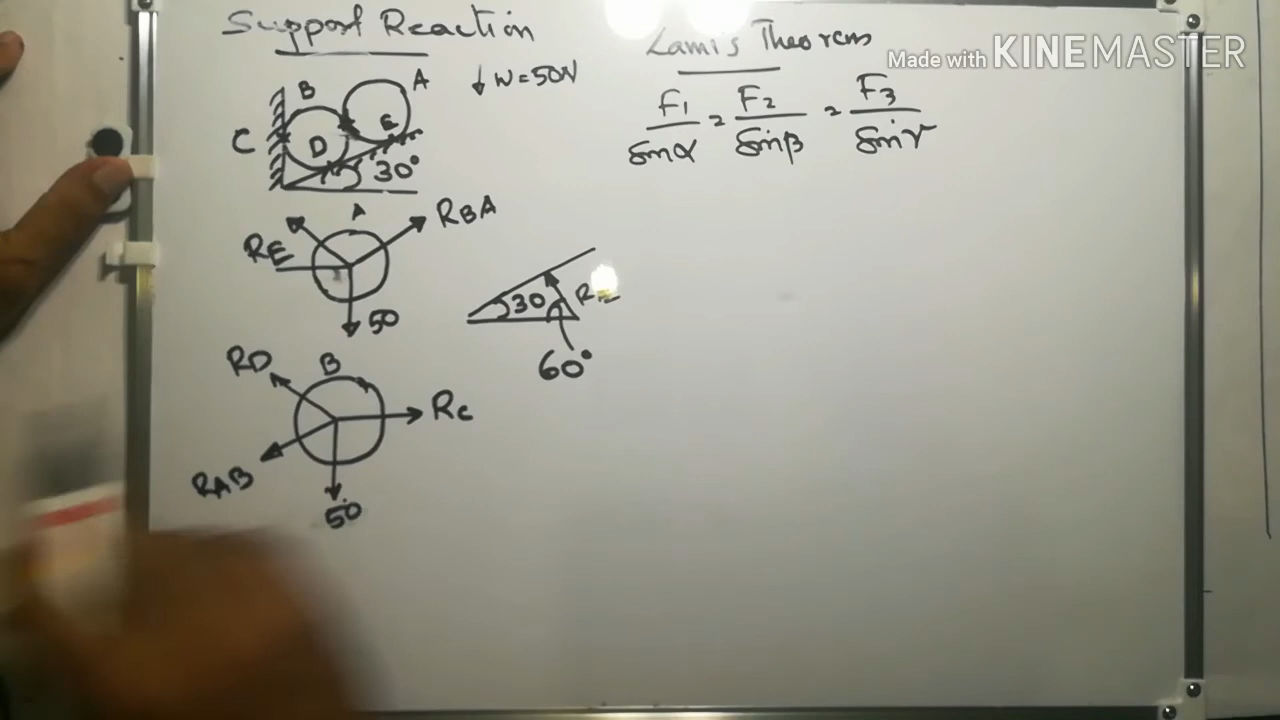 Support Reaction
Lami's Theorem
Made with KINEMASTER
↓ W = 50N
B
A
C
D
E
30°
F1/sinα = F2/sinβ = F3/sinγ
A
RBA
RE
50
30
60°
RD
B
RC
RAB
50